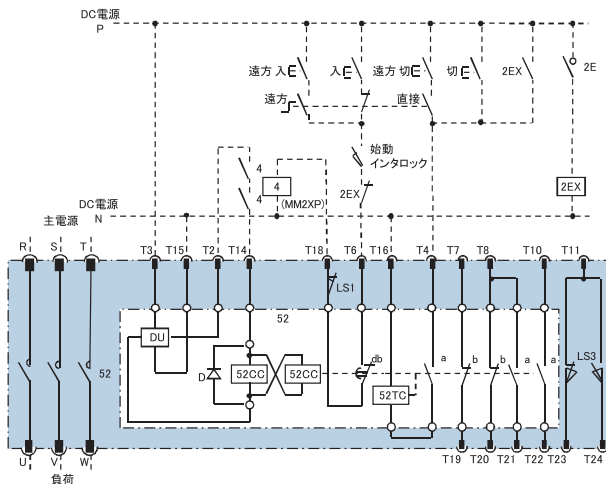 DC電源
P
遠方 入
入
遠方 切
切
2EX
2E
遠方
直接
始動
インタロック
4
4
4
(MM2XP)
2EX
2EX
DC電源
N
主電源
R
S
T
T3
T15
T2
T14
T18
T6
T16
T4
T7
T8
T10
T11
LS1
52
DU
db
a
b
b
a
a
LS3
52
D
52CC
52CC
52TC
T19
T20
T21
T22
T23
T24
U
V
W
負荷